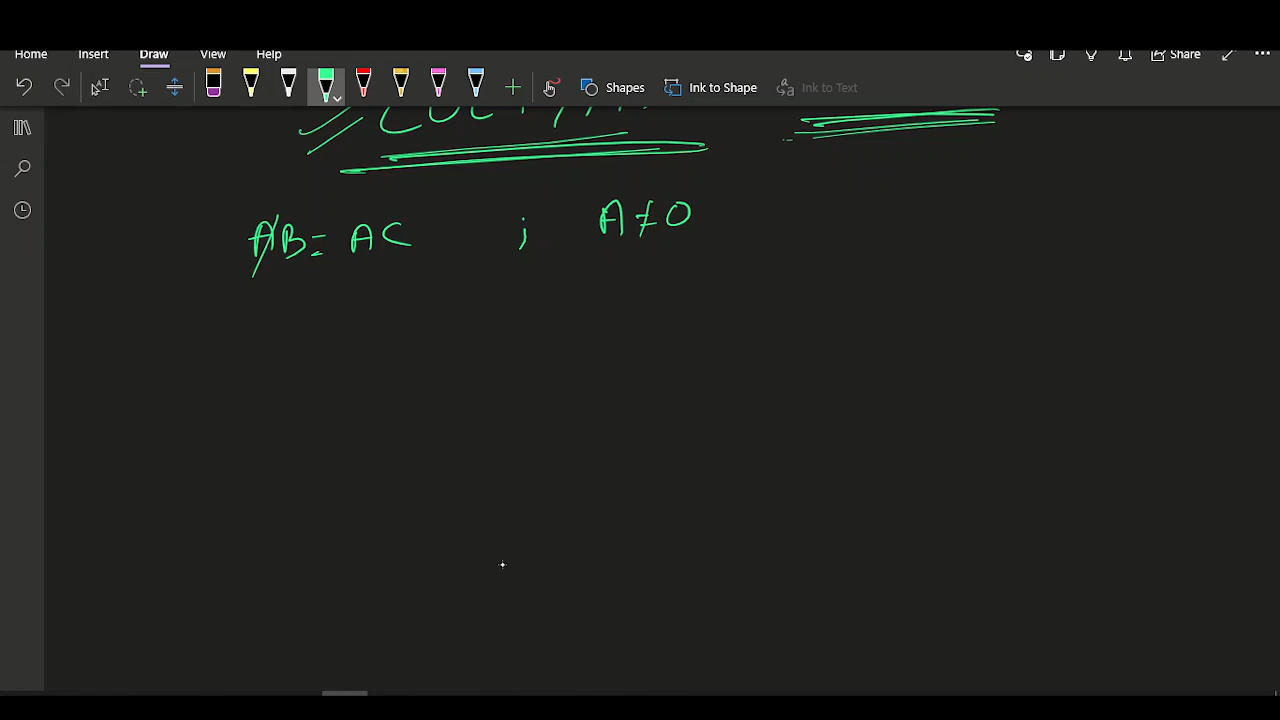 Home Insert Draw View Help Share
Shapes Ink to Shape Ink to Text
AB = AC ; A ≠ 0